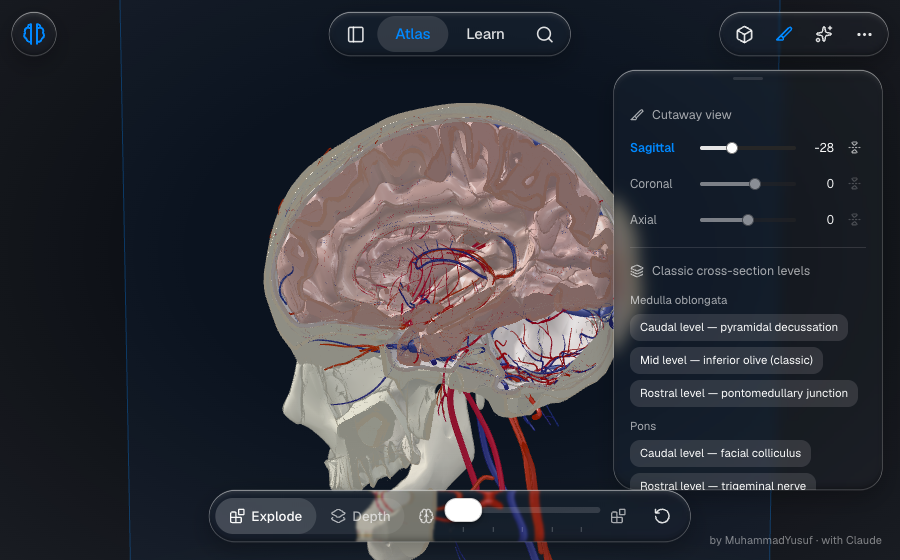 Atlas Learn
Cutaway view
Sagittal -28
Coronal 0
Axial 0
Classic cross-section levels
Medulla oblongata
Caudal level — pyramidal decussation
Mid level — inferior olive (classic)
Rostral level — pontomedullary junction
Pons
Caudal level — facial colliculus
Rostral level — trigeminal nerve
Explode Depth
by MuhammadYusuf · with Claude